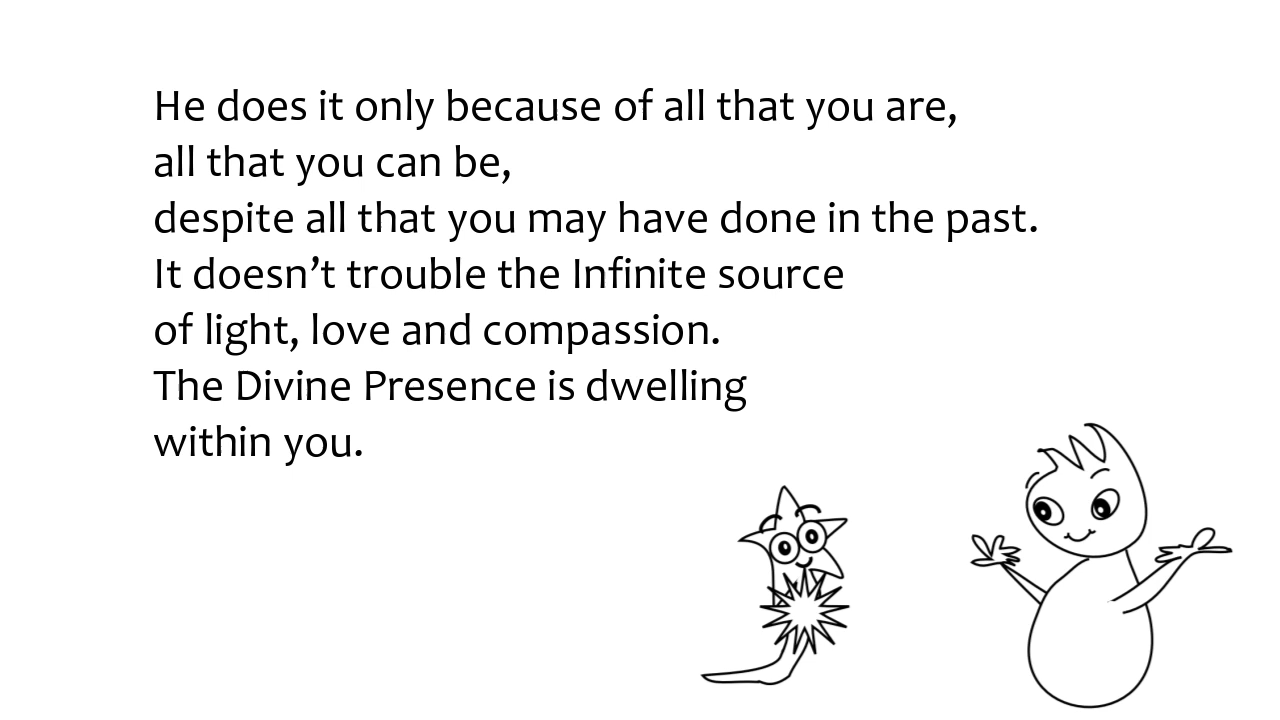 He does it only because of all that you are,
all that you can be,
despite all that you may have done in the past.
It doesn’t trouble the Infinite source
of light, love and compassion.
The Divine Presence is dwelling
within you.